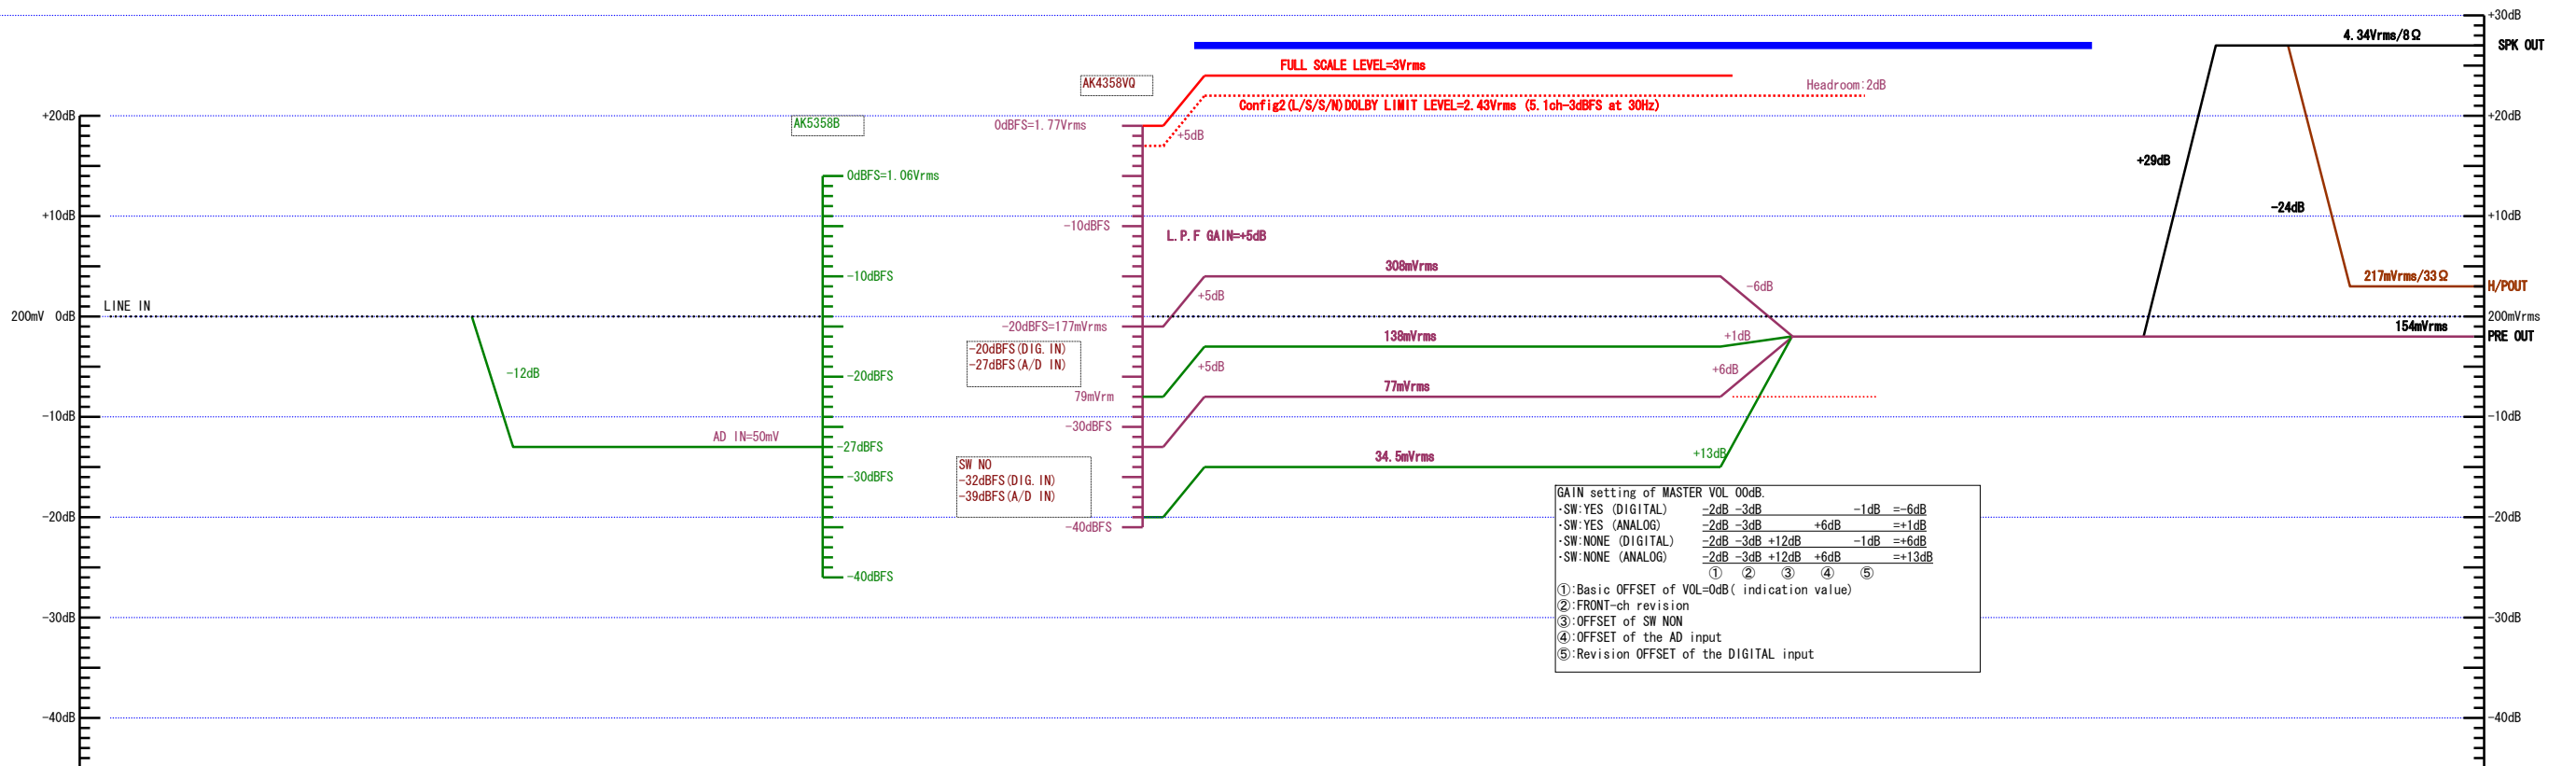 +30dB
4.34Vrms/8Ω
SPK OUT
FULL SCALE LEVEL=3Vrms
AK4358VQ
Headroom:2dB
Config2(L/S/S/N)DOLBY LIMIT LEVEL=2.43Vrms (5.1ch-3dBFS at 30Hz)
+20dB
AK5358B
0dBFS=1.77Vrms
+5dB
+20dB
+29dB
0dBFS=1.06Vrms
-24dB
+10dB
-10dBFS
L.P.F GAIN=+5dB
+10dB
308mVrms
-10dBFS
217mVrms/33Ω
H/POUT
-6dB
+5dB
LINE IN
200mV 0dB
200mVrms
-20dBFS=177mVrms
154mVrms
PRE OUT
138mVrms
+1dB
-20dBFS(DIG.IN)
-27dBFS(A/D IN)
+5dB
-12dB
-20dBFS
+6dB
77mVrms
79mVrm
-10dB
-10dB
-30dBFS
AD IN=50mV
-27dBFS
+13dB
34.5mVrms
SW NO
-32dBFS(DIG.IN)
-39dBFS(A/D IN)
-30dBFS
-20dB
-40dBFS
-20dB
GAIN setting of MASTER VOL 00dB.
·SW:YES (DIGITAL) -2dB -3dB -1dB =-6dB
·SW:YES (ANALOG) -2dB -3dB +6dB =+1dB
·SW:NONE (DIGITAL) -2dB -3dB +12dB -1dB =+6dB
·SW:NONE (ANALOG) -2dB -3dB +12dB +6dB =+13dB
① ② ③ ④ ⑤
①:Basic OFFSET of VOL=0dB( indication value)
②:FRONT-ch revision
③:OFFSET of SW NON
④:OFFSET of the AD input
⑤:Revision OFFSET of the DIGITAL input
-40dBFS
-30dB
-30dB
-40dB
-40dB